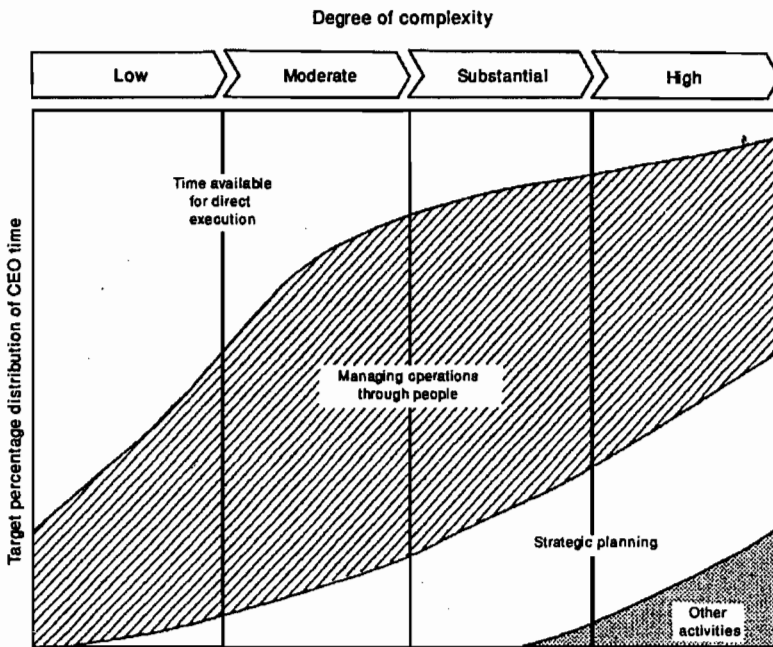 Degree of complexity
Low
Moderate
Substantial
High
Target percentage distribution of CEO time
Time available
for direct
execution
Managing operations
through people
Strategic planning
Other
activities